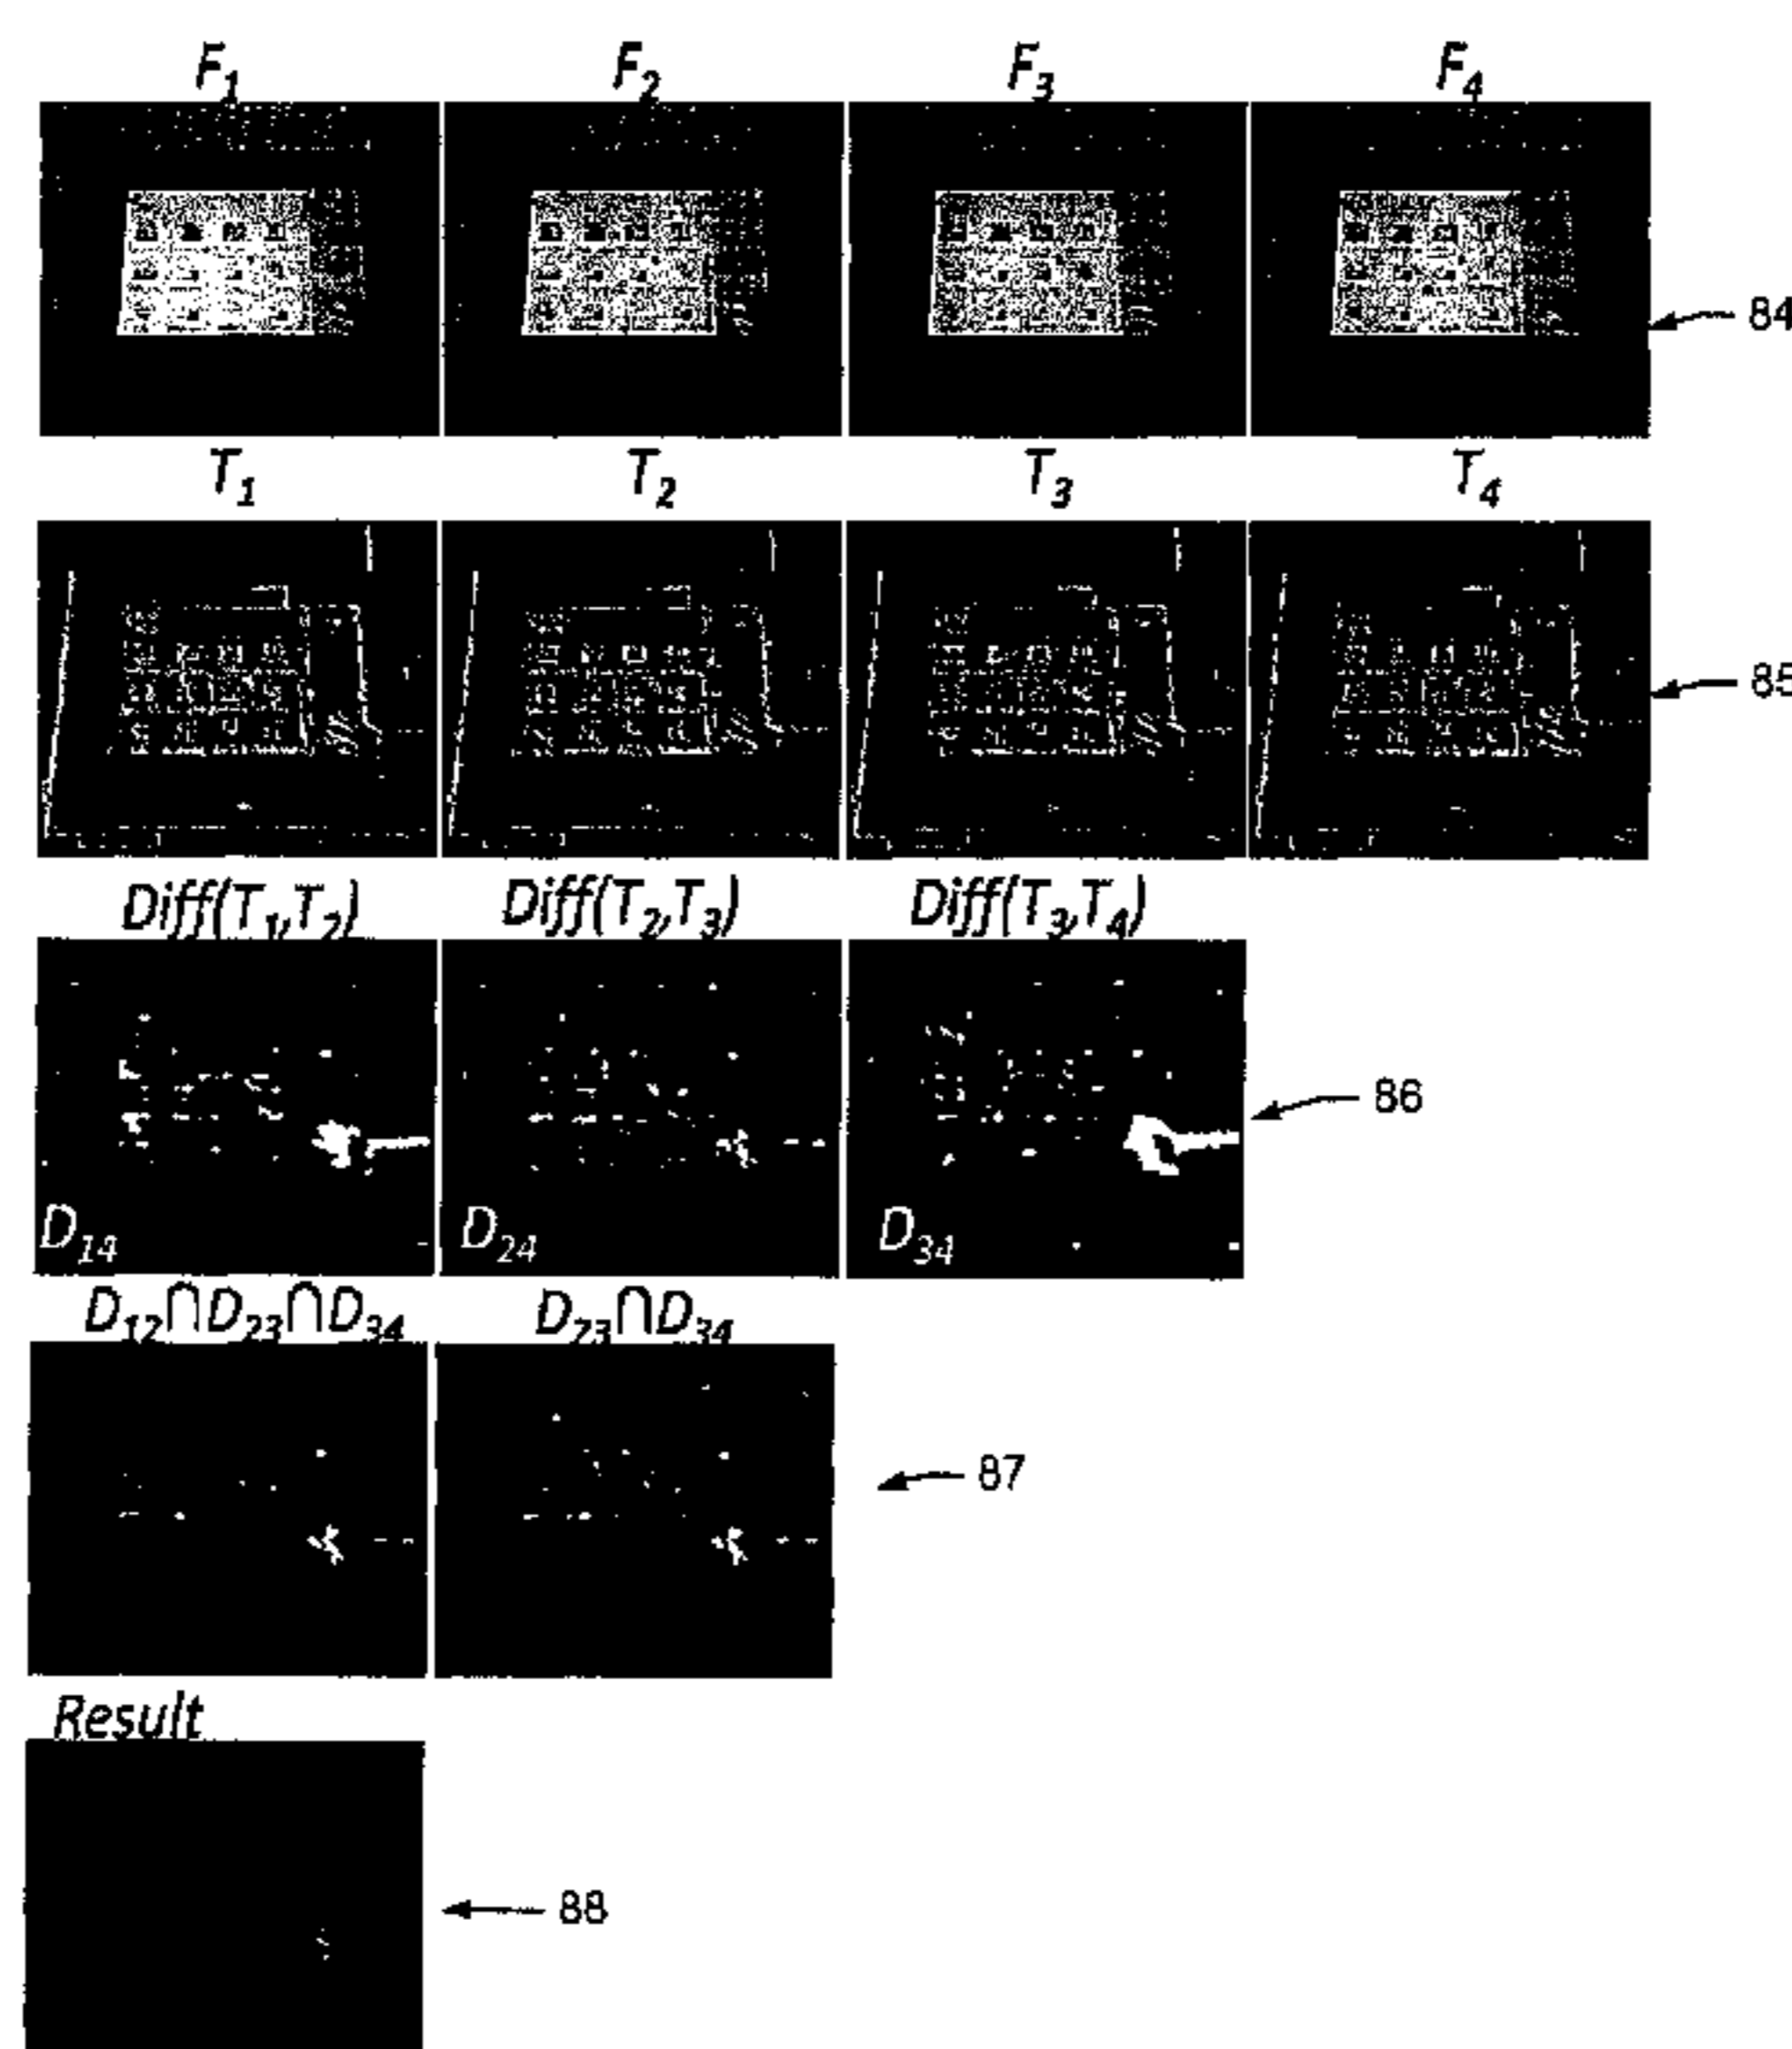 F1 F2 F3 F4
84
T1 T2 T3 T4
85
Diff(T1,T2) Diff(T2,T3) Diff(T3,T4)
86
D14 D24 D34
D12∩D23∩D34 D23∩D34
87
Result
88